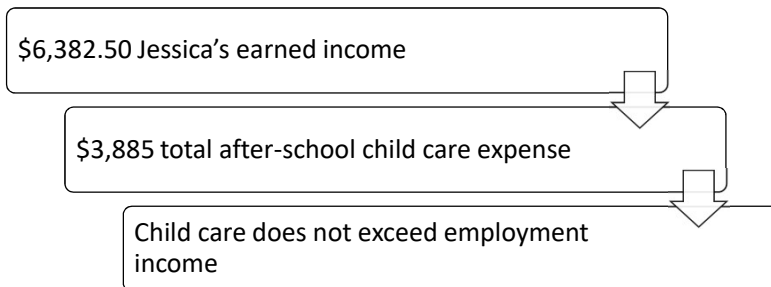 $6,382.50 Jessica’s earned income
$3,885 total after-school child care expense
Child care does not exceed employment
income